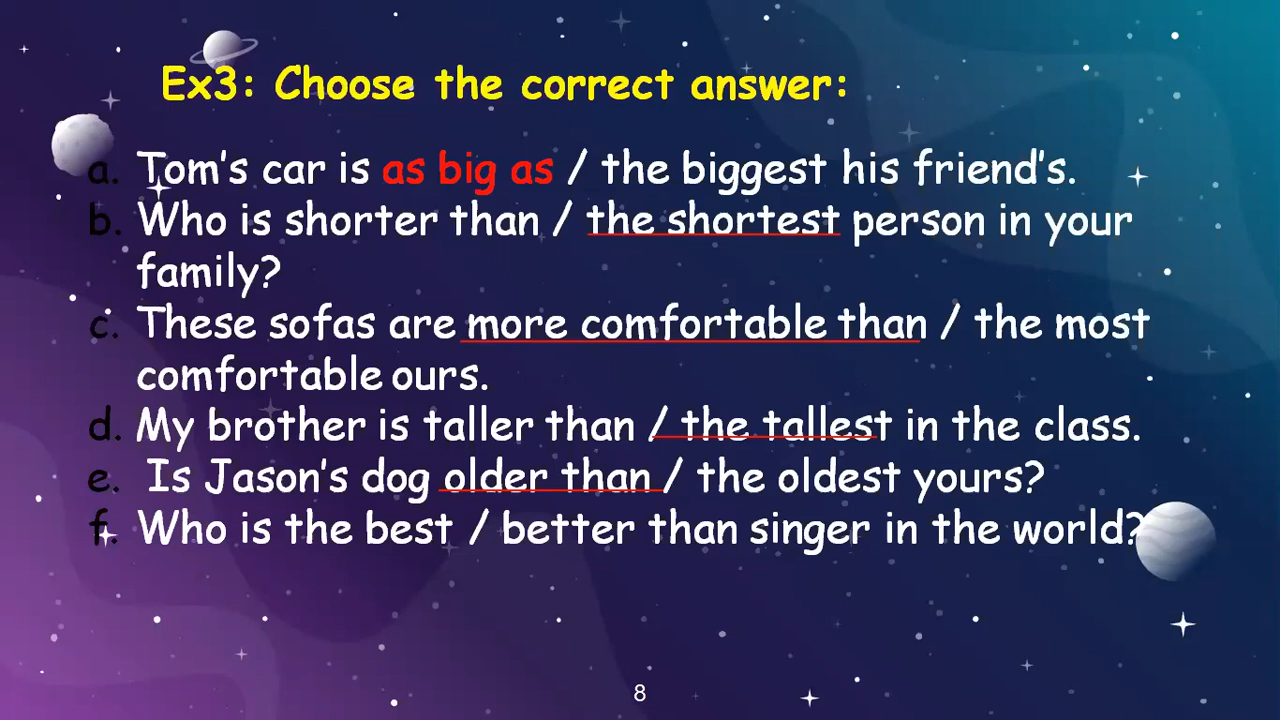 Ex3: Choose the correct answer:
a. Tom's car is as big as / the biggest his friend's.
b. Who is shorter than / the shortest person in your
family?
c. These sofas are more comfortable than / the most
comfortable ours.
d. My brother is taller than / the tallest in the class.
e. Is Jason's dog older than / the oldest yours?
f. Who is the best / better than singer in the world?
8